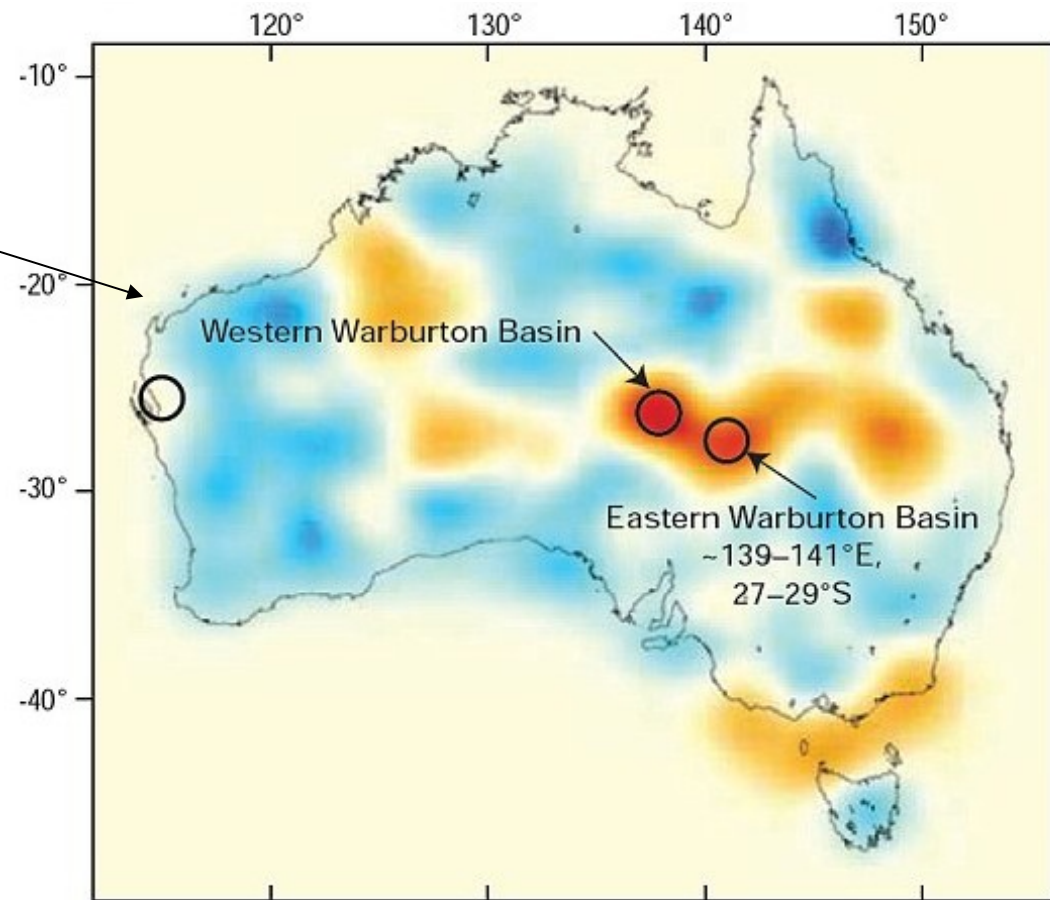 120° 130° 140° 150°
-10°
-20°
Western Warburton Basin
-30°
Eastern Warburton Basin
~139–141°E,
27–29°S
-40°